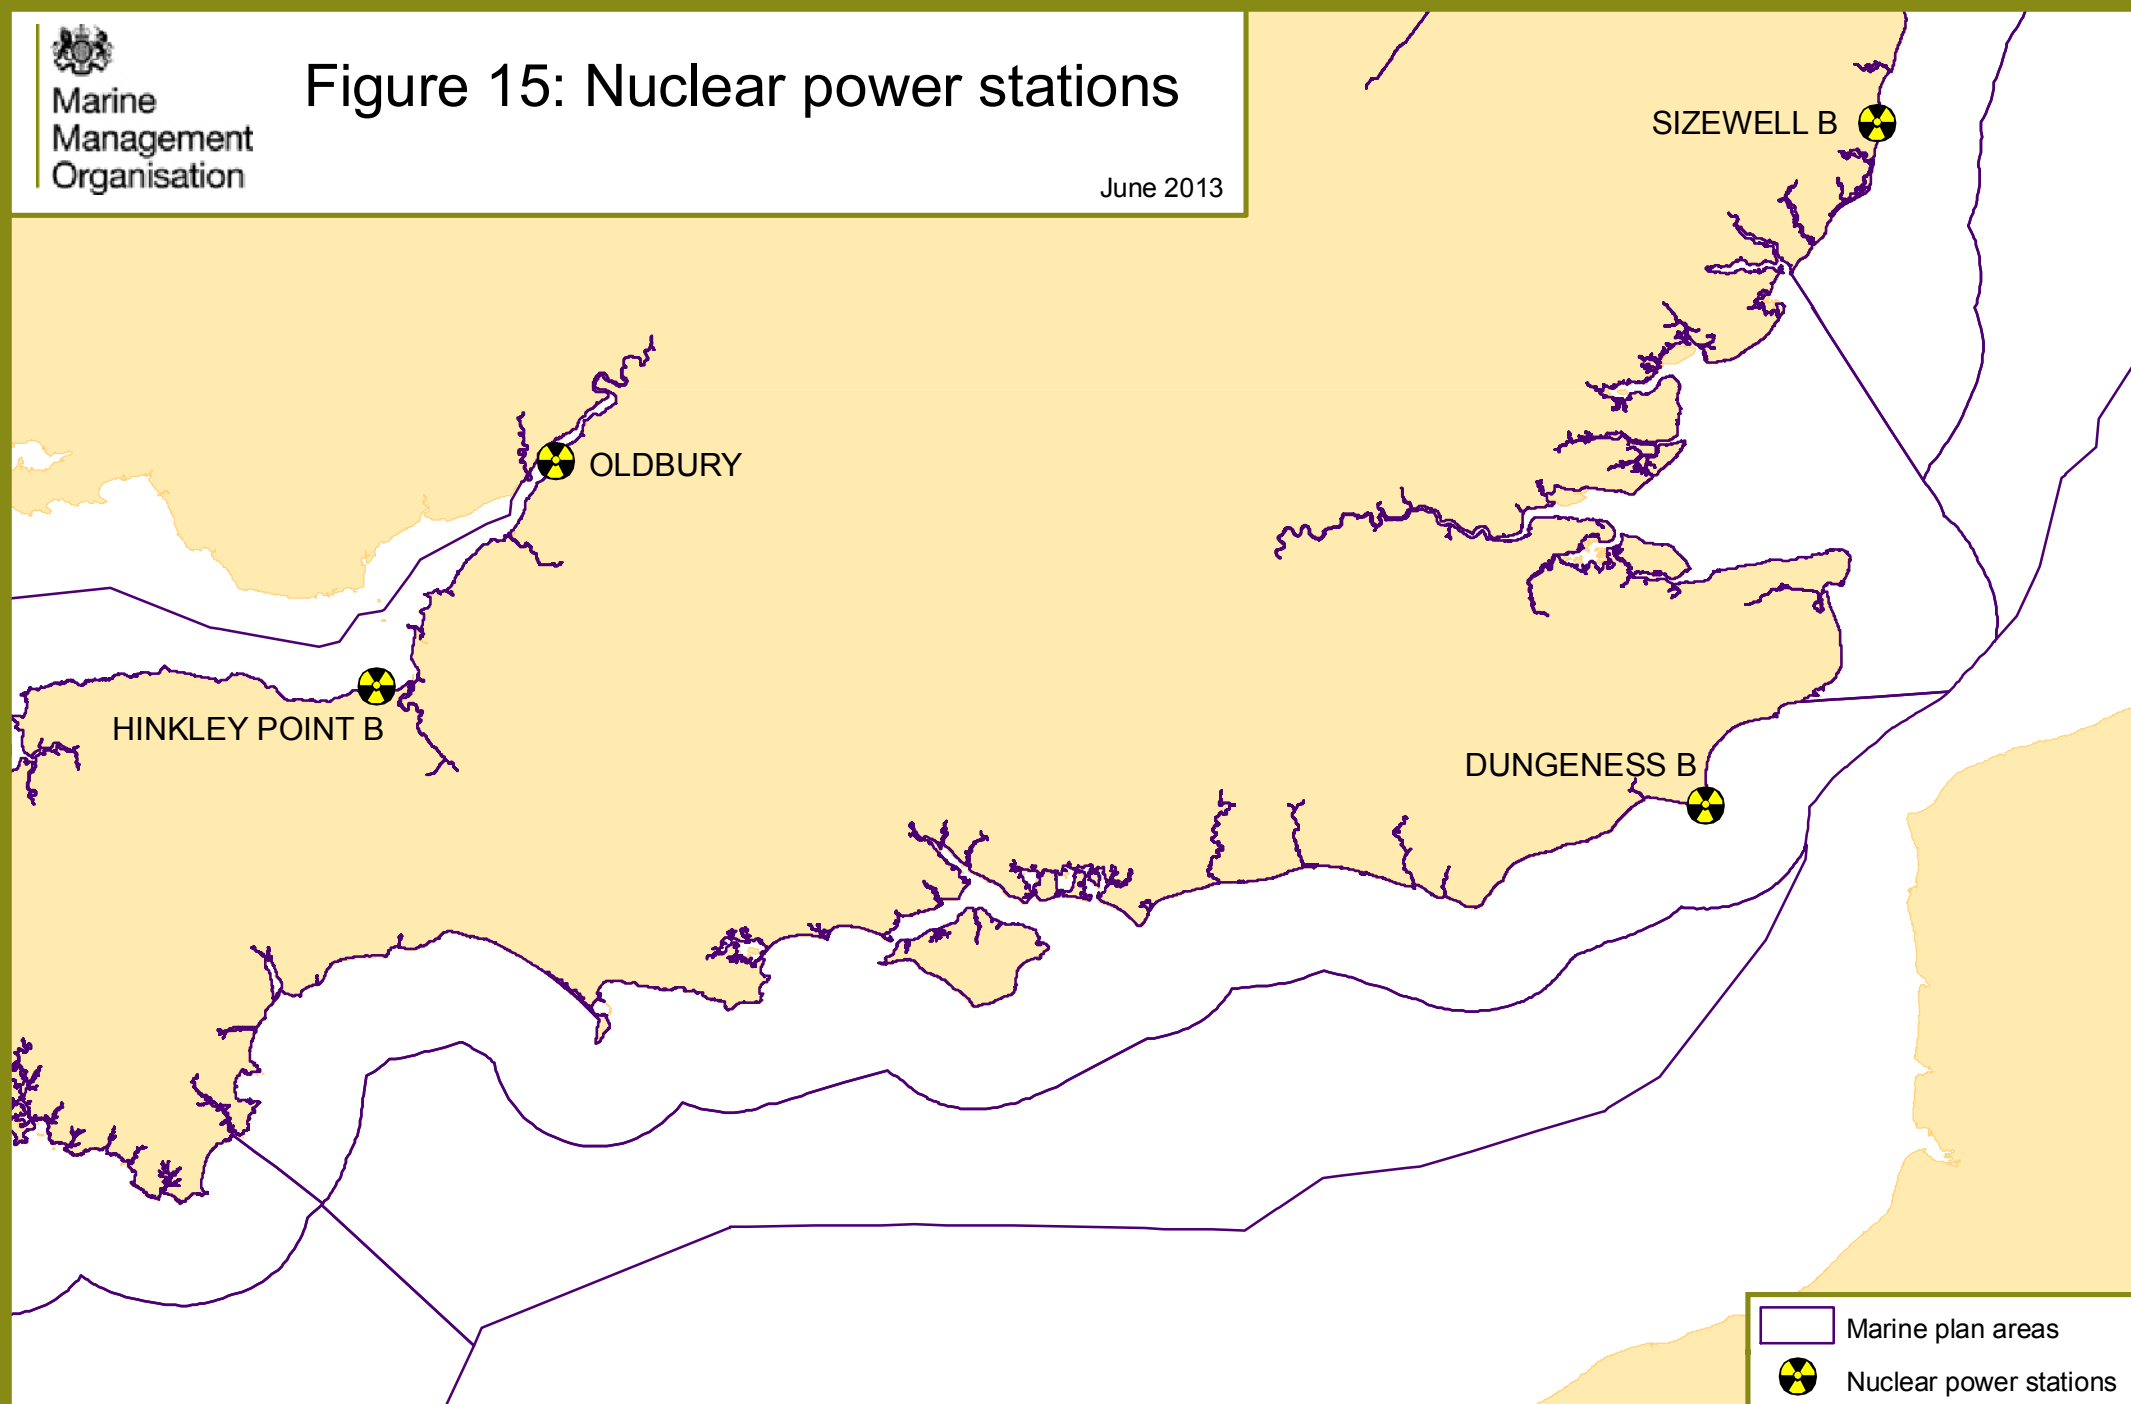 Marine
Management
Organisation
Figure 15: Nuclear power stations
June 2013
SIZEWELL B
OLDBURY
HINKLEY POINT B
DUNGENESS B
Marine plan areas
Nuclear power stations